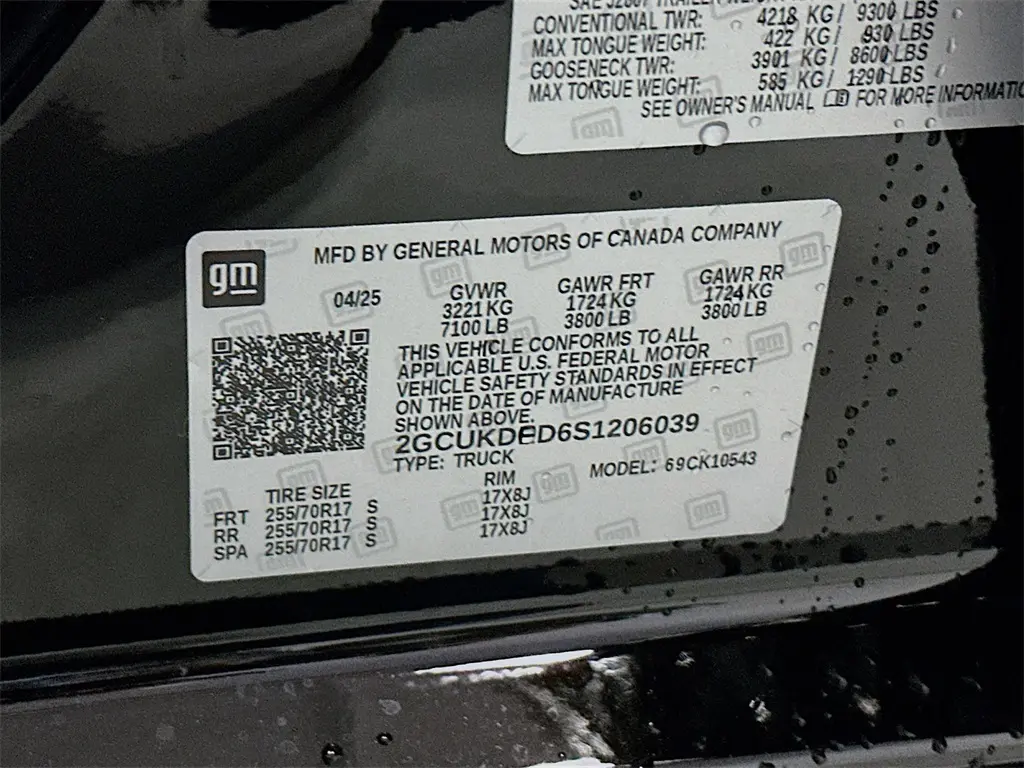 CONVENTIONAL TWR: 4218 KG/ 9300 LBS
MAX TONGUE WEIGHT: 422 KG/ 930 LBS
GOOSENECK TWR: 3901 KG/ 8600 LBS
MAX TONGUE WEIGHT: 585 KG/ 1290 LBS
SEE OWNER'S MANUAL FOR MORE INFORMATIO
gm
MFD BY GENERAL MOTORS OF CANADA COMPANY
04/25
GVWR GAWR FRT GAWR RR
3221 KG 1724 KG 1724 KG
7100 LB 3800 LB 3800 LB
THIS VEHICLE CONFORMS TO ALL
APPLICABLE U.S. FEDERAL MOTOR
VEHICLE SAFETY STANDARDS IN EFFECT
ON THE DATE OF MANUFACTURE
SHOWN ABOVE.
2GCUKDED6S1206039
TYPE: TRUCK MODEL: 69CK10543
TIRE SIZE RIM
FRT 255/70R17 S 17X8J
RR 255/70R17 S 17X8J
SPA 255/70R17 S 17X8J